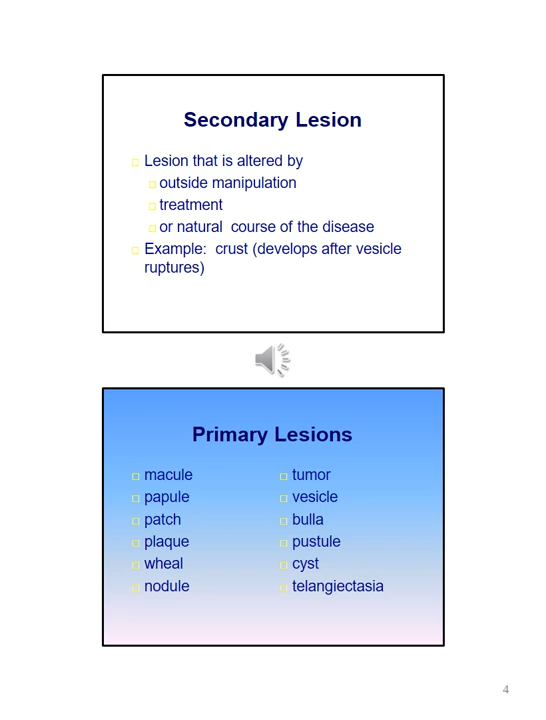 Secondary Lesion
Lesion that is altered by
outside manipulation
treatment
or natural course of the disease
Example: crust (develops after vesicle
ruptures)
Primary Lesions
macule
papule
patch
plaque
wheal
nodule
tumor
vesicle
bulla
pustule
cyst
telangiectasia
4